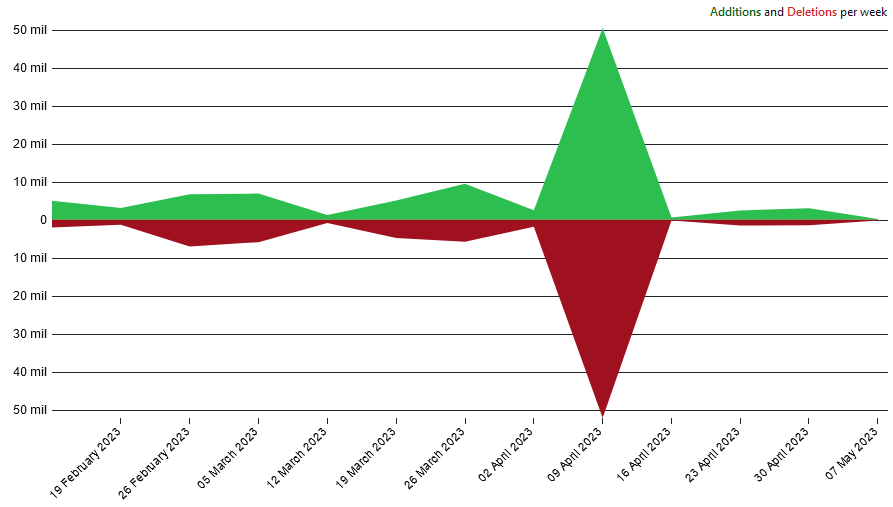 Additions and Deletions per week
50 mil
40 mil
30 mil
20 mil
10 mil
0
10 mil
20 mil
30 mil
40 mil
50 mil
19 February 2023
26 February 2023
05 March 2023
12 March 2023
19 March 2023
26 March 2023
02 April 2023
09 April 2023
16 April 2023
23 April 2023
30 April 2023
07 May 2023